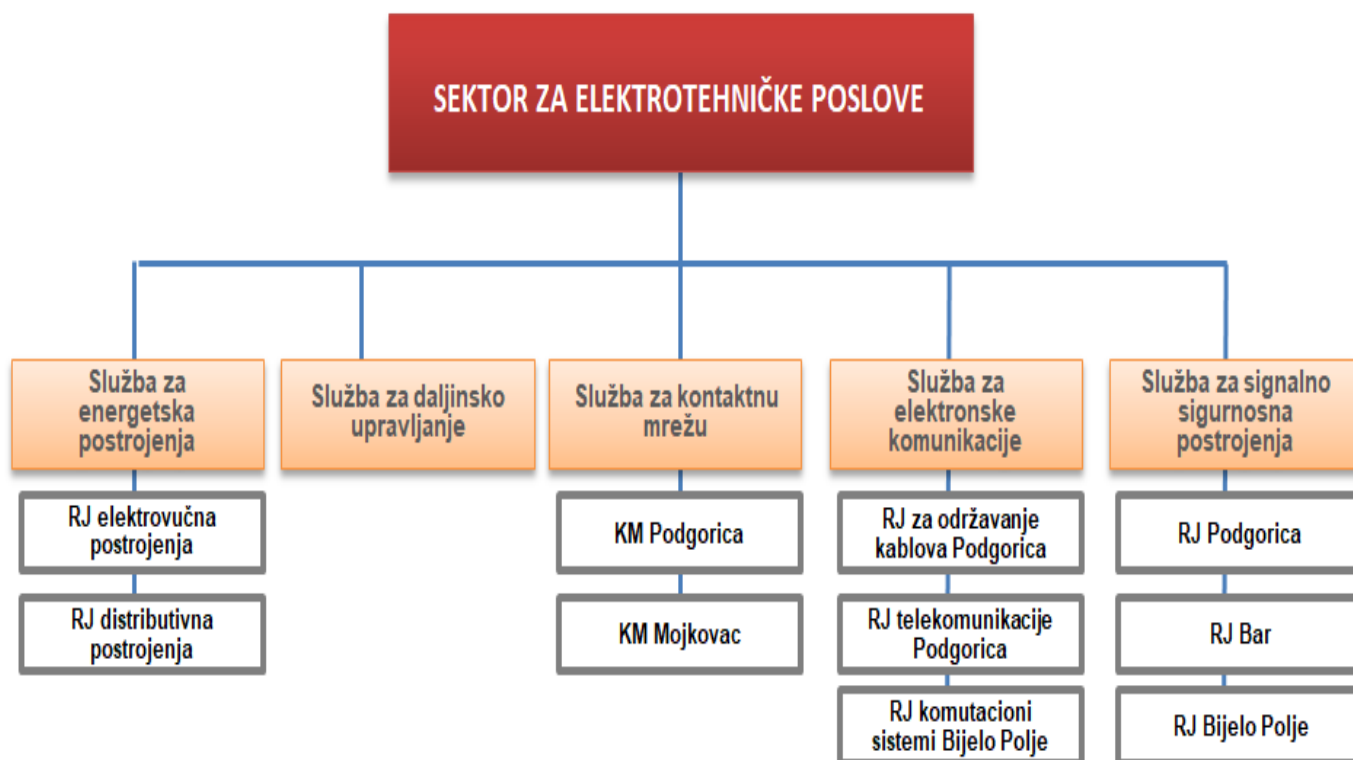 SEKTOR ZA ELEKTROTEHNIČKE POSLOVE
Služba za
energetska
postrojenja
Služba za daljinsko
upravljanje
Služba za kontaktnu
mrežu
Služba za
elektronske
komunikacije
Služba za signalno
sigurnosna
postrojenja
RJ elektrovučna
postrojenja
RJ distributivna
postrojenja
KM Podgorica
KM Mojkovac
RJ za održavanje
kablova Podgorica
RJ telekomunikacije
Podgorica
RJ komutacioni
sistemi Bijelo Polje
RJ Podgorica
RJ Bar
RJ Bijelo Polje